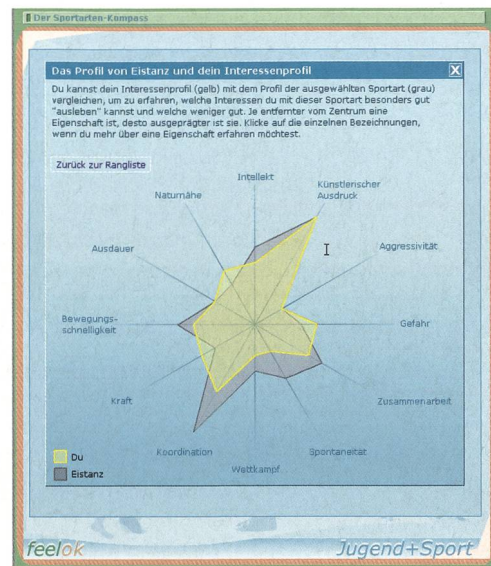 Der Sportarten-Kompass
Das Profil von Eistanz und dein Interessenprofil
Du kannst dein Interessenprofil (gelb) mit dem Profil der ausgewählten Sportart (grau)
vergleichen, um zu erfahren, welche Interessen du mit dieser Sportart besonders gut
"ausleben" kannst und welche weniger gut. Je entfernter vom Zentrum eine
Eigenschaft ist, desto ausgeprägter ist sie. Klicke auf die einzelnen Bezeichnungen,
wenn du mehr über eine Eigenschaft erfahren möchtest.
Zurück zur Rangliste
Intellekt
Künstlerischer
Ausdruck
Naturnähe
Aggressivität
Ausdauer
Bewegungs-
schnelligkeit
Gefahr
Kraft
Zusammenarbeit
Koordination
Spontaneität
Wettkampf
Du
Eistanz
feelok
Jugend+Sport